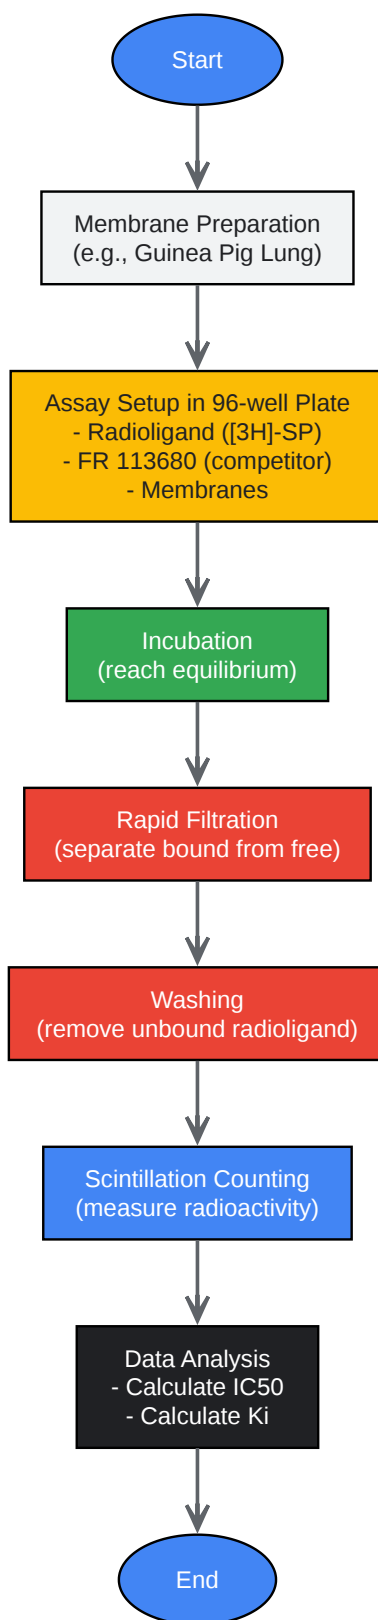 Start
Membrane Preparation
(e.g., Guinea Pig Lung)
Assay Setup in 96-well Plate
- Radioligand ([3H]-SP)
- FR 113680 (competitor)
- Membranes
Incubation
(reach equilibrium)
Rapid Filtration
(separate bound from free)
Washing
(remove unbound radioligand)
Scintillation Counting
(measure radioactivity)
Data Analysis
- Calculate IC50
- Calculate Ki
End